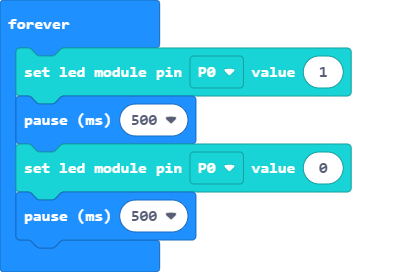 forever
set led module pin P0 value 1
pause (ms) 500
set led module pin P0 value 0
pause (ms) 500